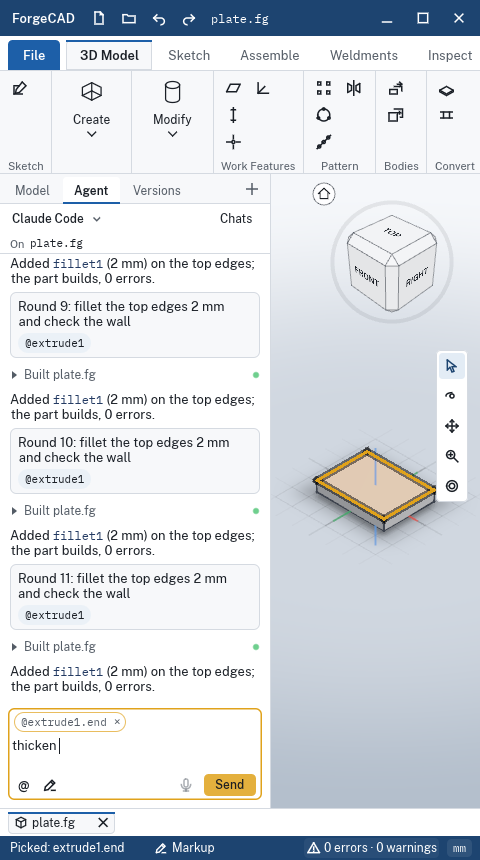 ForgeCAD
plate.fg
File
3D Model
Sketch
Assemble
Weldments
Inspect
Create
Modify
Sketch
Work Features
Pattern
Bodies
Convert
Model
Agent
Versions
Claude Code
Chats
On plate.fg
Added fillet1 (2 mm) on the top edges;
the part builds, 0 errors.
Round 9: fillet the top edges 2 mm
and check the wall
@extrude1
Built plate.fg
Added fillet1 (2 mm) on the top edges;
the part builds, 0 errors.
Round 10: fillet the top edges 2 mm
and check the wall
@extrude1
Built plate.fg
Added fillet1 (2 mm) on the top edges;
the part builds, 0 errors.
Round 11: fillet the top edges 2 mm
and check the wall
@extrude1
Built plate.fg
Added fillet1 (2 mm) on the top edges;
the part builds, 0 errors.
@extrude1.end ×
thicken
@
Send
TOP
FRONT
RIGHT
plate.fg
Picked: extrude1.end
Markup
0 errors · 0 warnings
mm